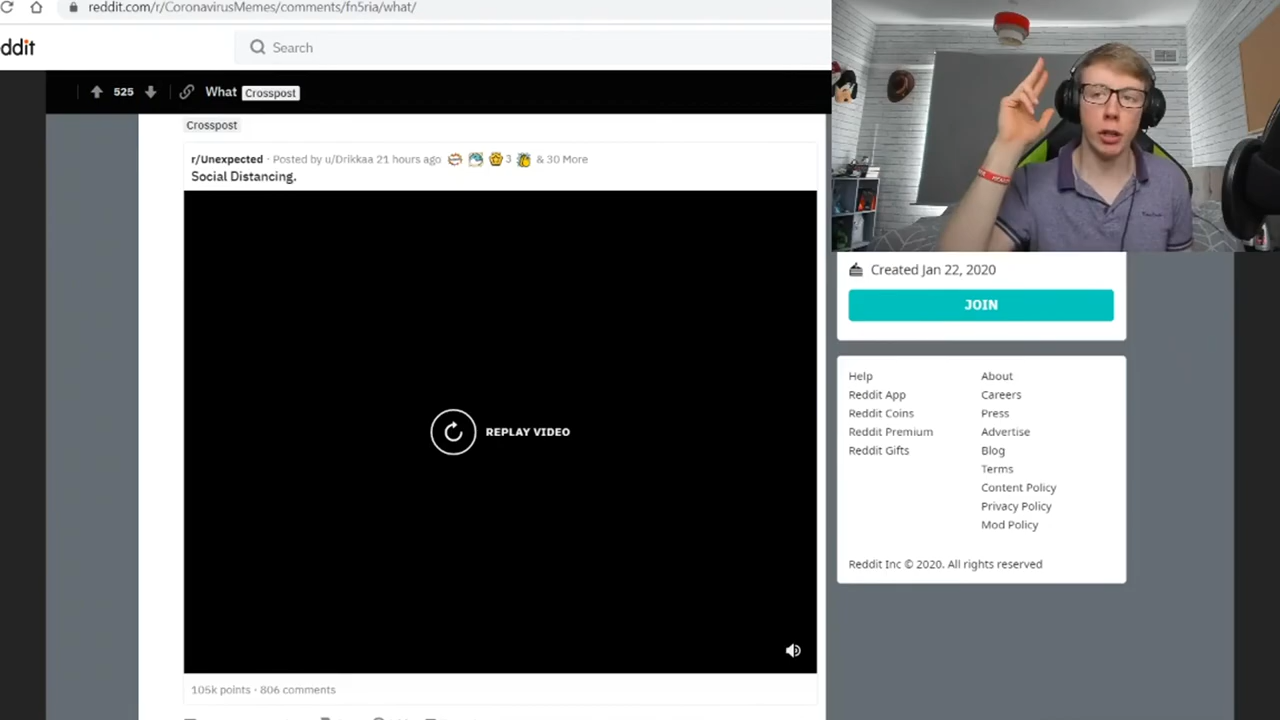 reddit.com/r/CoronavirusMemes/comments/fn5ria/what/
ddit
Search
525
What
Crosspost
Crosspost
r/Unexpected · Posted by u/Drikkaa 21 hours ago 3 & 30 More
Social Distancing.
REPLAY VIDEO
105k points · 806 comments
Created Jan 22, 2020
JOIN
Help
Reddit App
Reddit Coins
Reddit Premium
Reddit Gifts
About
Careers
Press
Advertise
Blog
Terms
Content Policy
Privacy Policy
Mod Policy
Reddit Inc © 2020. All rights reserved